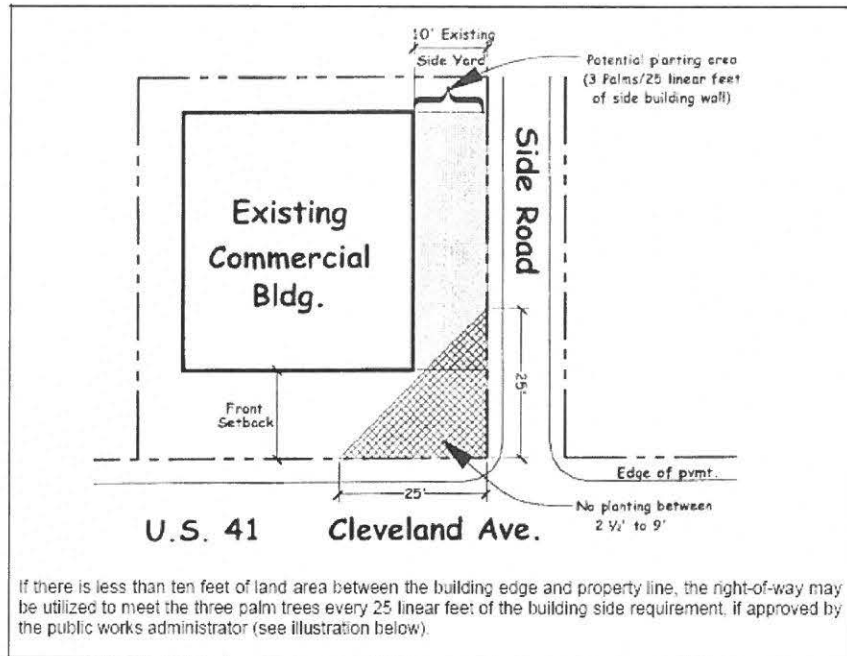 10' Existing
Side Yard
Potential planting area
(3 Palms/25 linear feet
of side building wall)
Side Road
Existing
Commercial
Bldg.
Front
Setback
25'
Edge of pvmt.
25'
No planting between
2 ½' to 9'
U.S. 41 Cleveland Ave.
If there is less than ten feet of land area between the building edge and property line, the right-of-way may
be utilized to meet the three palm trees every 25 linear feet of the building side requirement, if approved by
the public works administrator (see illustration below).